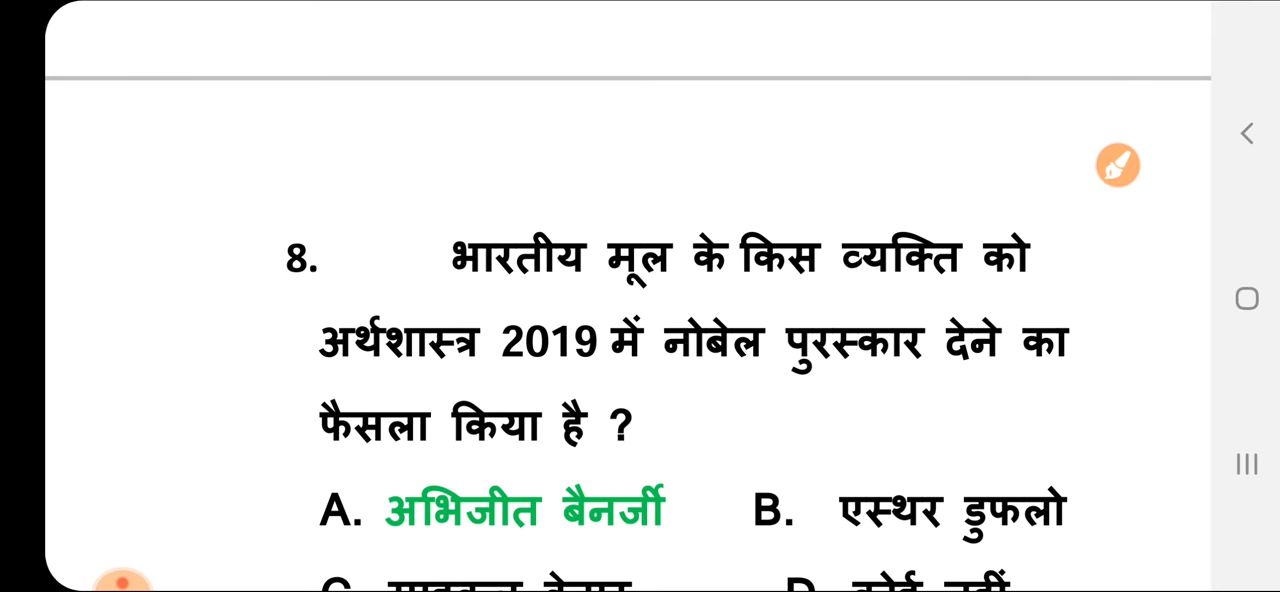 8. भारतीय मूल के किस व्यक्ति को
अर्थशास्त्र 2019 में नोबेल पुरस्कार देने का
फैसला किया है ?
A. अभिजीत बैनर्जी B. एस्थर डुफलो